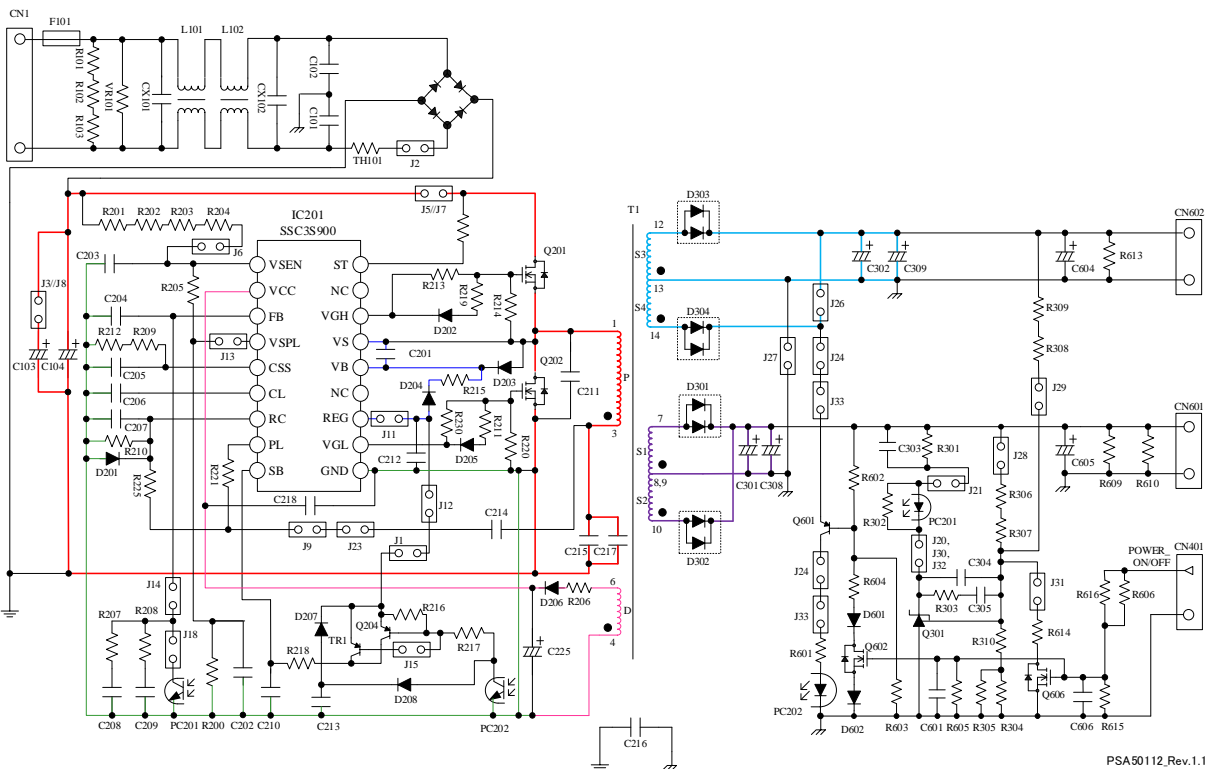 CN1
F101
L101 L102
R101
R102
R103
VR101
CX101
CX102
C102
C101
TH101
J2
J5//J7
R201 R202 R203 R204
J6
IC201
SSC3S900
C203
R205
J3//J8
C103
C104
C204
R212 R209
C205
C206
C207
R210
D201
R225
J13
VSEN
VCC
FB
VSPL
CSS
CL
RC
PL
SB
ST
NC
VGH
VS
VB
NC
REG
VGL
GND
R213
R219
D202
R214
Q201
C201
D203
D204
R215
Q202
C211
J11
R230
R211
D205
R220
C212
R221
C218
J12
J9
J23
C214
J1
C215
C217
T1
1
P
3
6
D
4
12
S3
13
S4
14
7
S1
8,9
S2
10
D303
D304
D301
D302
J14
J18
R207
R208
C208
C209
PC201
R200
C202
C210
R218
D207
TR1
Q204
R216
J15
R217
D208
C213
PC202
D206
R206
C225
C216
C302
C309
J26
J24
J33
J27
C301
C308
R309
R308
J29
C604
R613
CN602
CN601
C605
R609
R610
R602
C303
R301
J21
R302
PC201
J20,
J30,
J32
J28
R306
R307
Q601
J24
J33
R601
PC202
R604
D601
Q602
D602
R603
C304
R303
C305
Q301
R310
C601
R605
R305
R304
J31
R614
Q606
C606
R615
R616
R606
POWER_
ON/OFF
CN401
PSA50112_Rev.1.1